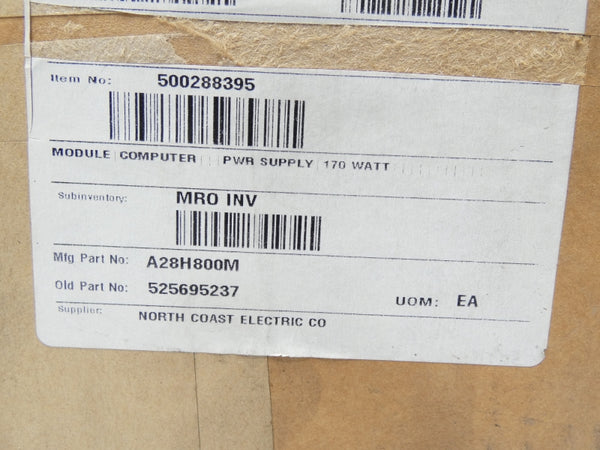 Item No: 500288395
MODULE|COMPUTER||||PWR SUPPLY|170 WATT||||||||||
Subinventory: MRO INV
Mfg Part No: A28H800M
Old Part No: 525695237 UOM: EA
Supplier: NORTH COAST ELECTRIC CO